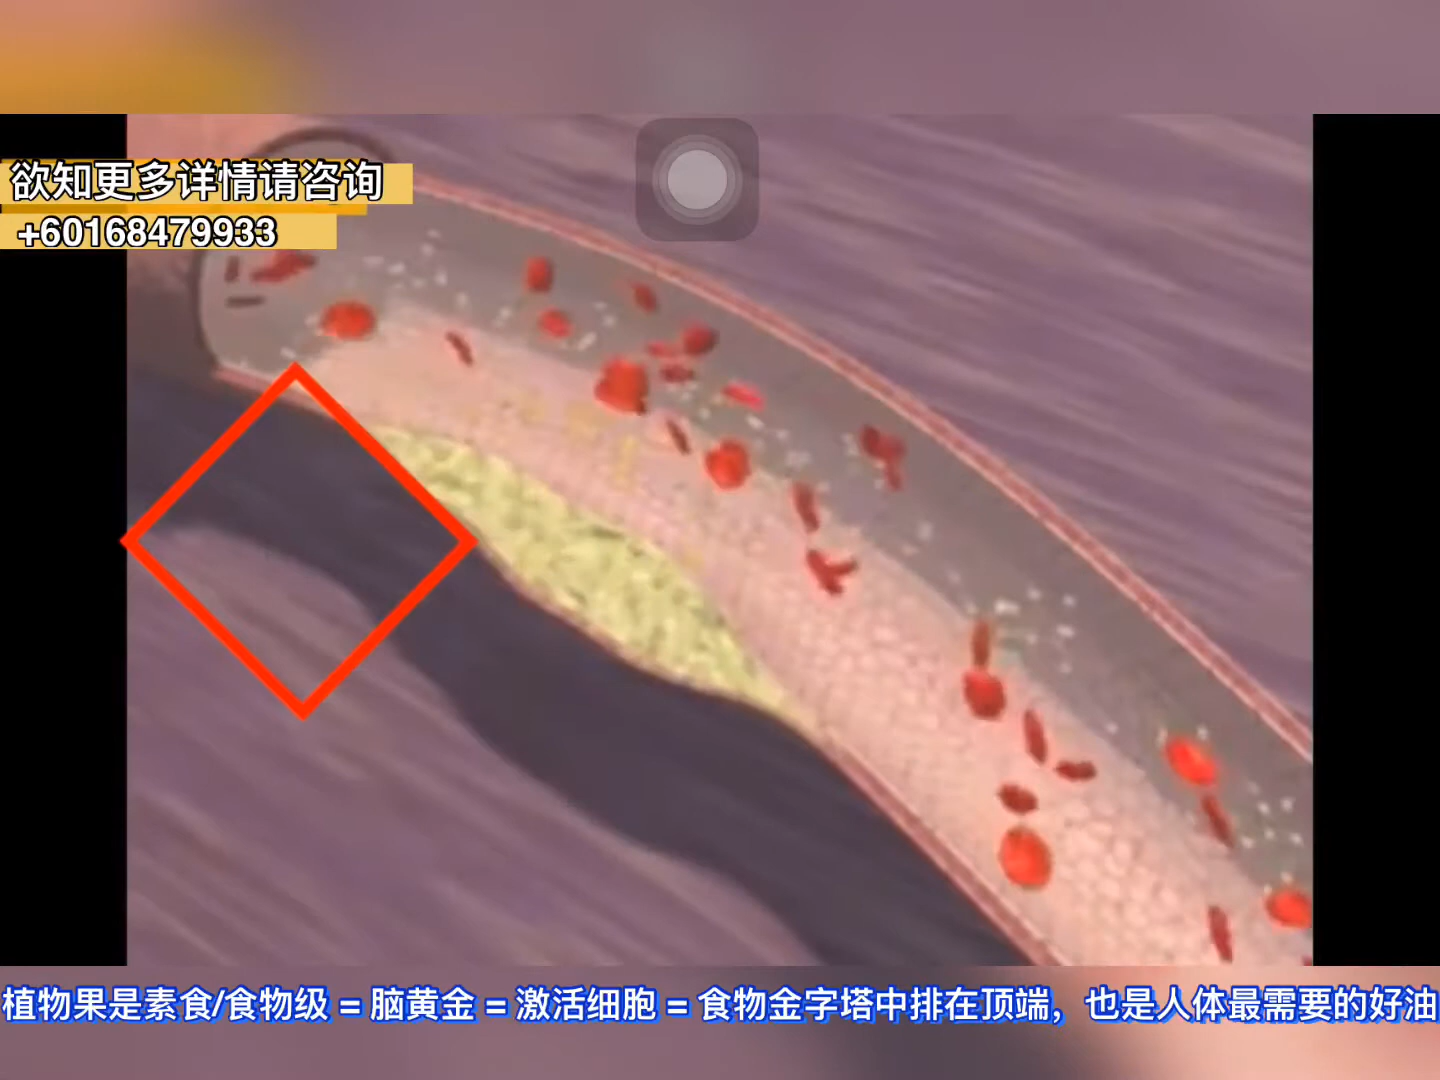 欲知更多详情请咨询
+60168479933
植物果是素食/食物级 = 脑黄金 = 激活细胞 = 食物金字塔中排在顶端，也是人体最需要的好油